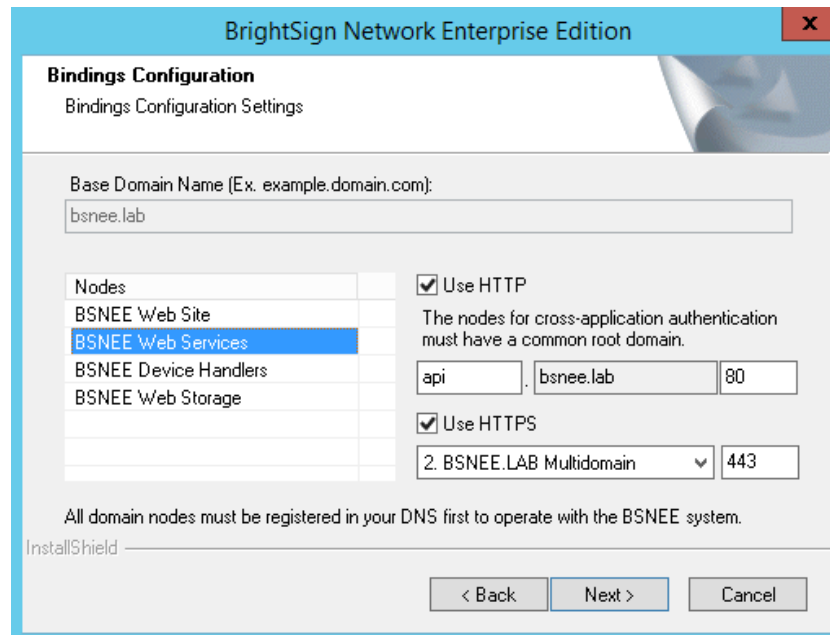 BrightSign Network Enterprise Edition
x
Bindings Configuration
Bindings Configuration Settings
Base Domain Name (Ex. example.domain.com):
bsnee.lab
Nodes
BSNEE Web Site
BSNEE Web Services
BSNEE Device Handlers
BSNEE Web Storage
Use HTTP
The nodes for cross-application authentication
must have a common root domain.
api . bsnee.lab 80
Use HTTPS
2. BSNEE.LAB Multidomain 443
All domain nodes must be registered in your DNS first to operate with the BSNEE system.
InstallShield
< Back Next > Cancel